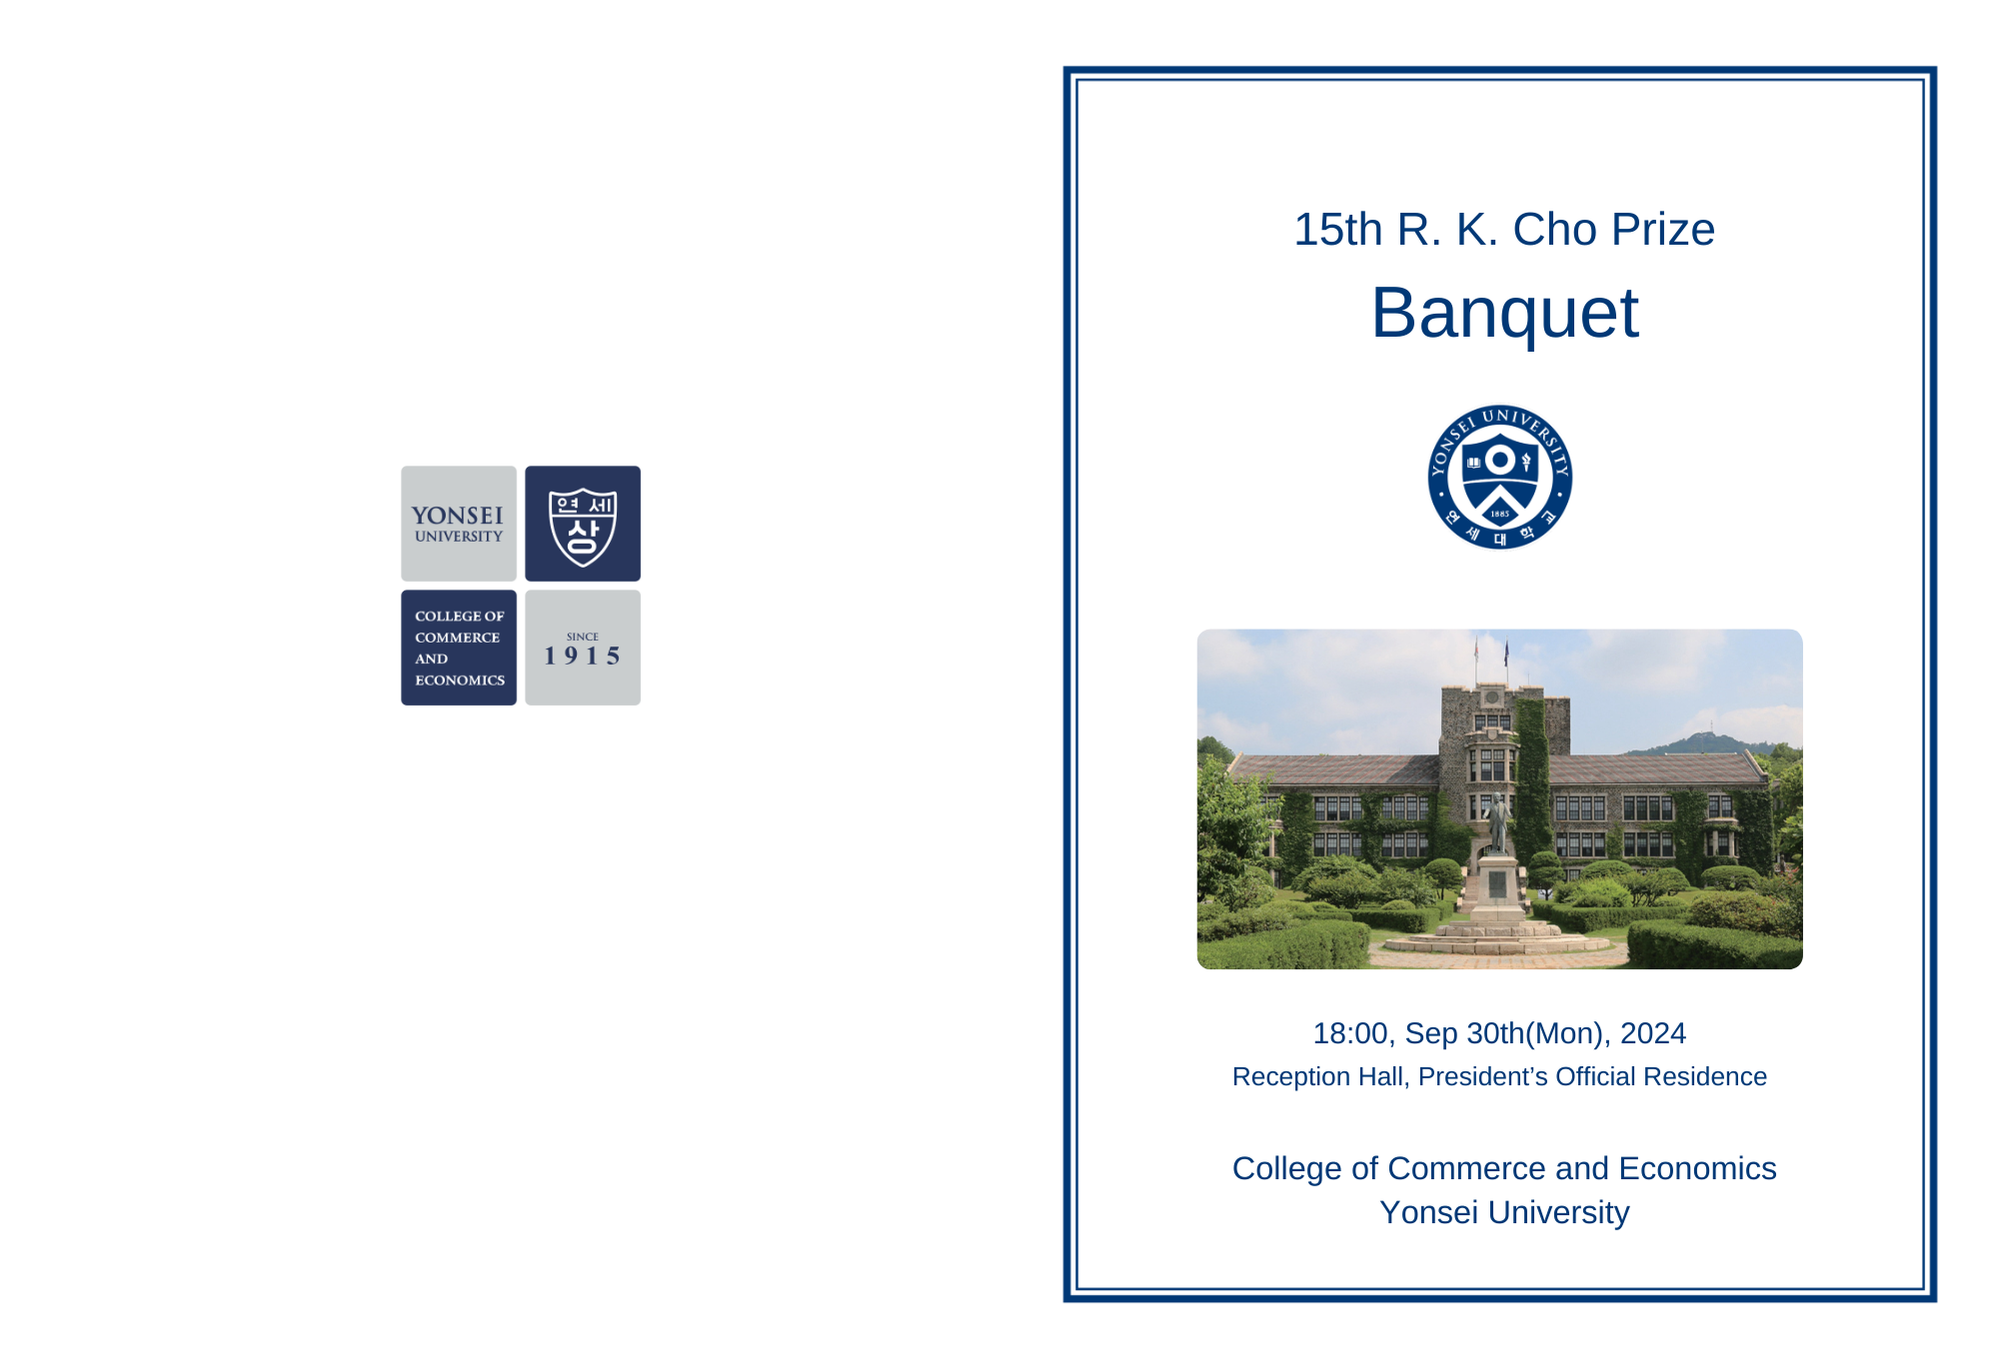 YONSEI
UNIVERSITY
연세
상
COLLEGE OF
COMMERCE
AND
ECONOMICS
SINCE
1915
15th R. K. Cho Prize
Banquet
YONSEI UNIVERSITY
1885
연세대학교
18:00, Sep 30th(Mon), 2024
Reception Hall, President’s Official Residence
College of Commerce and Economics
Yonsei University